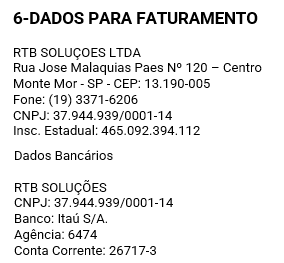 6-DADOS PARA FATURAMENTO
RTB SOLUÇOES LTDA
Rua Jose Malaquias Paes Nº 120 – Centro
Monte Mor - SP - CEP: 13.190-005
Fone: (19) 3371-6206
CNPJ: 37.944.939/0001-14
Insc. Estadual: 465.092.394.112
Dados Bancários
RTB SOLUÇÕES
CNPJ: 37.944.939/0001-14
Banco: Itaú S/A.
Agência: 6474
Conta Corrente: 26717-3